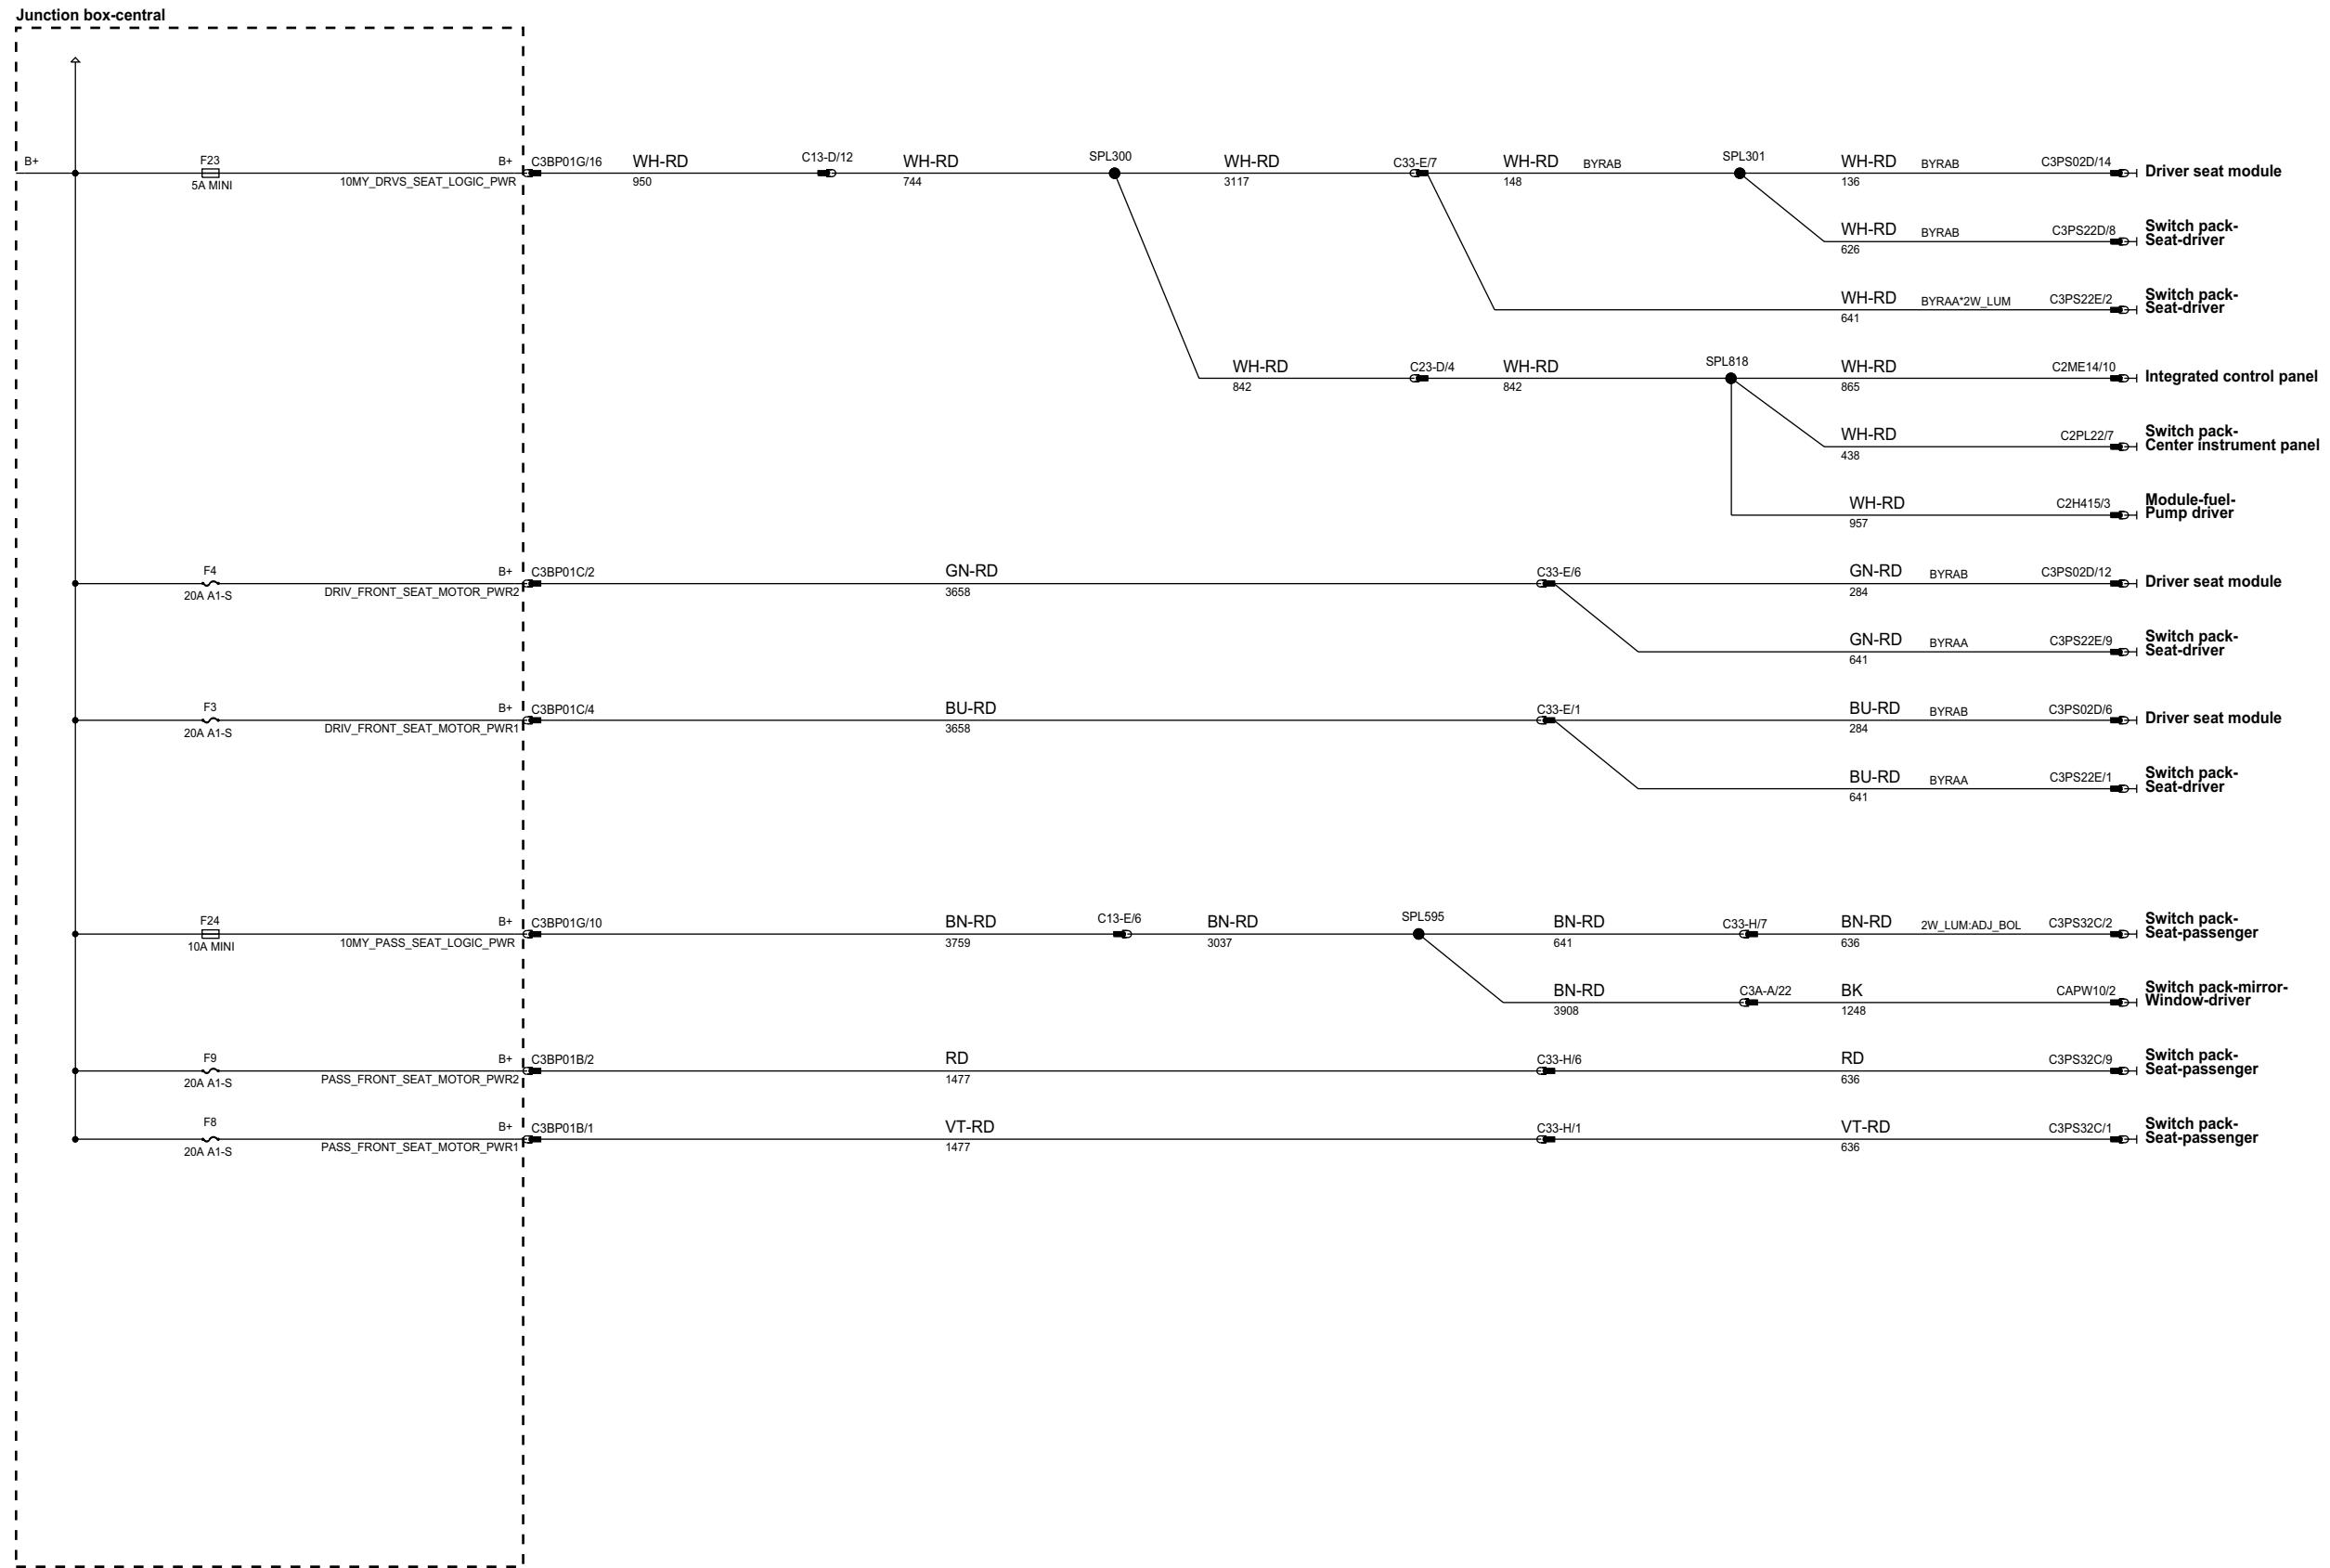 Junction box-central
B+
F23
5A MINI
B+
10MY_DRVS_SEAT_LOGIC_PWR
C3BP01G/16
WH-RD
950
C13-D/12
WH-RD
744
SPL300
WH-RD
3117
C33-E/7
WH-RD
BYRAB
148
SPL301
WH-RD
BYRAB
136
C3PS02D/14
Driver seat module
WH-RD
BYRAB
626
C3PS22D/8
Switch pack-
Seat-driver
WH-RD
BYRAA*2W_LUM
641
C3PS22E/2
Switch pack-
Seat-driver
WH-RD
842
C23-D/4
WH-RD
842
SPL818
WH-RD
865
C2ME14/10
Integrated control panel
WH-RD
438
C2PL22/7
Switch pack-
Center instrument panel
WH-RD
957
C2H415/3
Module-fuel-
Pump driver
F4
20A A1-S
B+
DRIV_FRONT_SEAT_MOTOR_PWR2
C3BP01C/2
GN-RD
3658
C33-E/6
GN-RD
BYRAB
284
C3PS02D/12
Driver seat module
GN-RD
BYRAA
641
C3PS22E/9
Switch pack-
Seat-driver
F3
20A A1-S
B+
DRIV_FRONT_SEAT_MOTOR_PWR1
C3BP01C/4
BU-RD
3658
C33-E/1
BU-RD
BYRAB
284
C3PS02D/6
Driver seat module
BU-RD
BYRAA
641
C3PS22E/1
Switch pack-
Seat-driver
F24
10A MINI
B+
10MY_PASS_SEAT_LOGIC_PWR
C3BP01G/10
BN-RD
3759
C13-E/6
BN-RD
3037
SPL595
BN-RD
641
C33-H/7
BN-RD
2W_LUM:ADJ_BOL
636
C3PS32C/2
Switch pack-
Seat-passenger
BN-RD
3908
C3A-A/22
BK
1248
CAPW10/2
Switch pack-mirror-
Window-driver
F9
20A A1-S
B+
PASS_FRONT_SEAT_MOTOR_PWR2
C3BP01B/2
RD
1477
C33-H/6
RD
636
C3PS32C/9
Switch pack-
Seat-passenger
F8
20A A1-S
B+
PASS_FRONT_SEAT_MOTOR_PWR1
C3BP01B/1
VT-RD
1477
C33-H/1
VT-RD
636
C3PS32C/1
Switch pack-
Seat-passenger